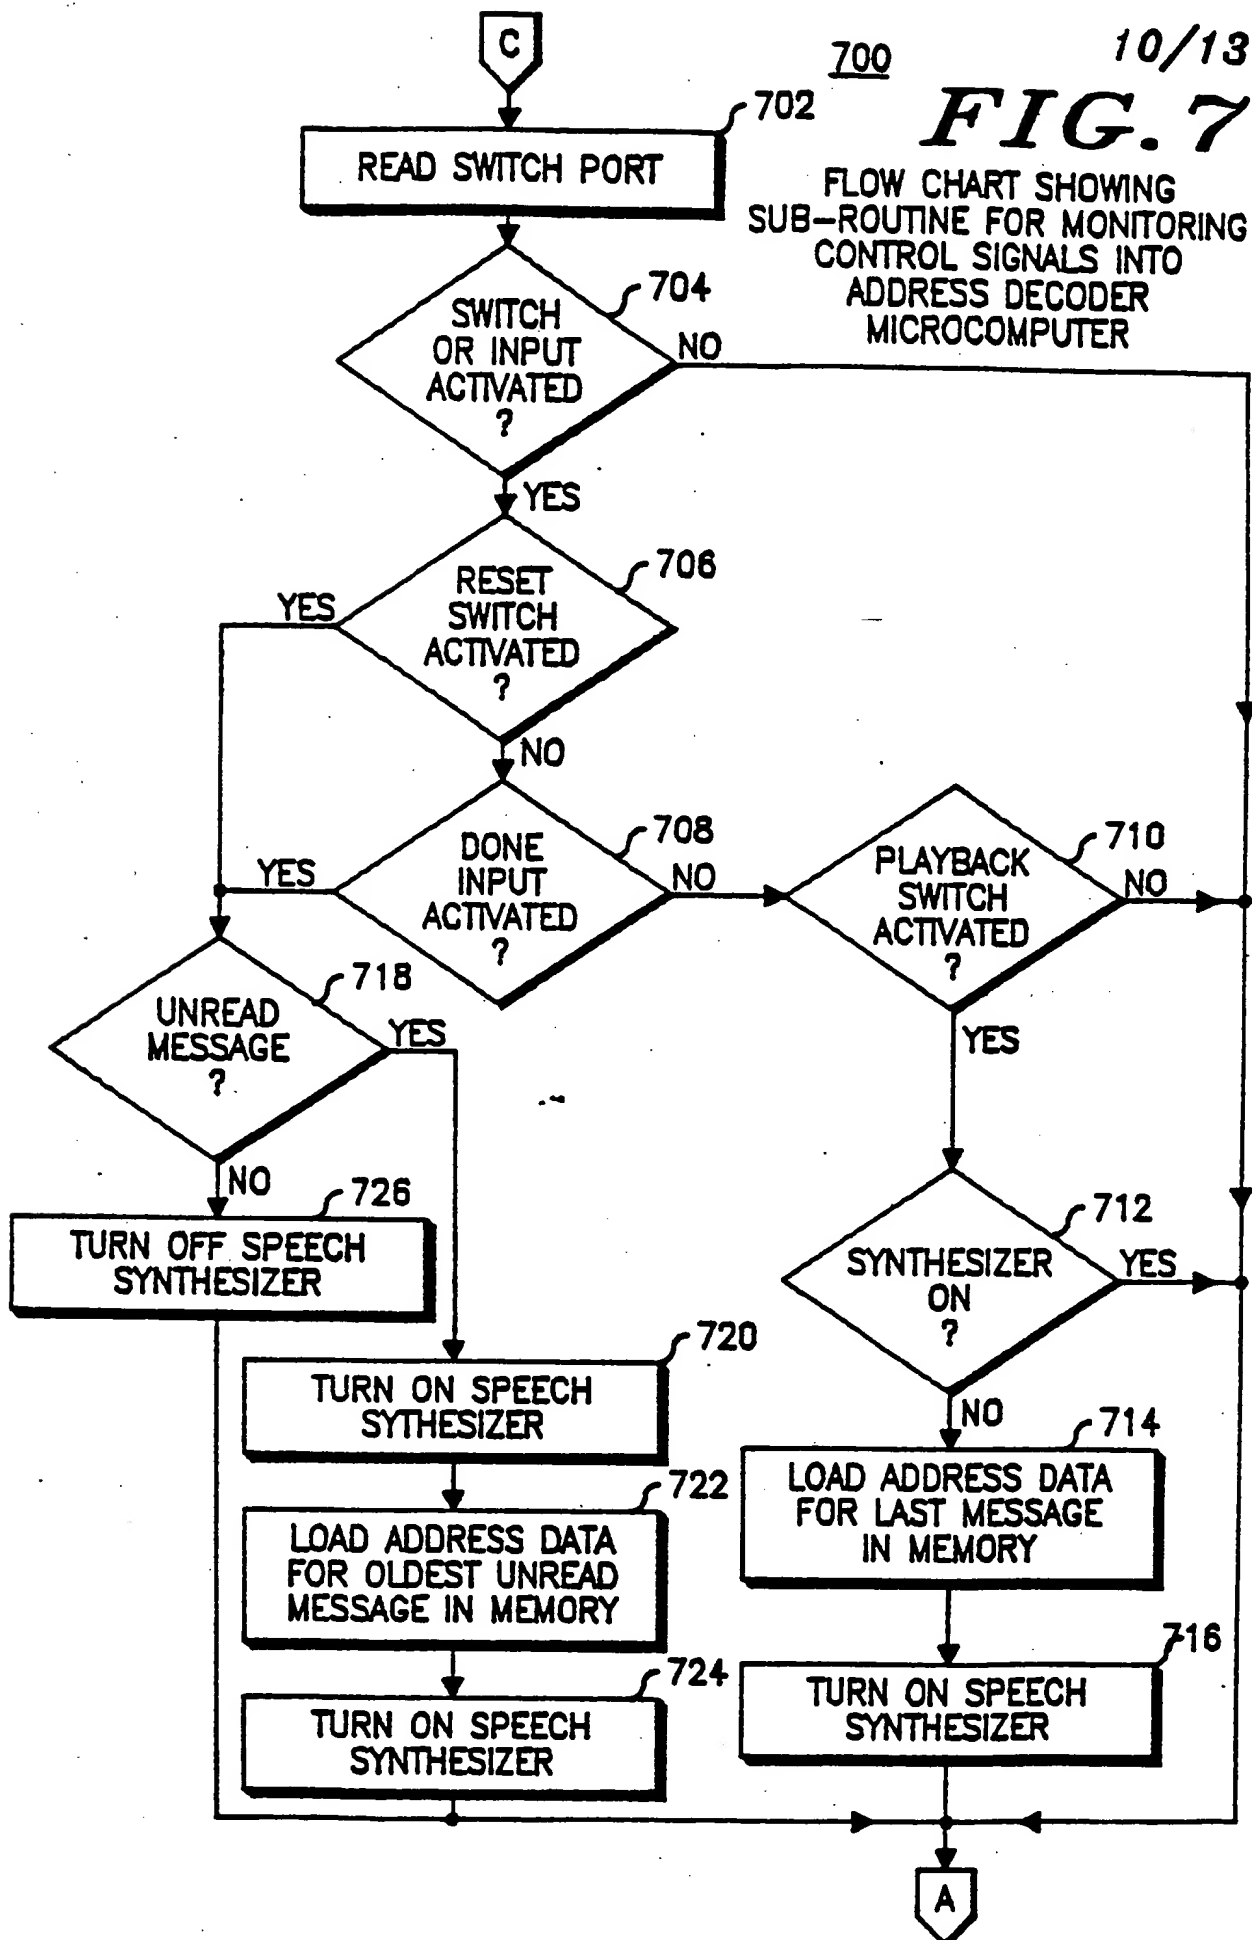 C
700
10/13
FIG. 7
FLOW CHART SHOWING
SUB-ROUTINE FOR MONITORING
CONTROL SIGNALS INTO
ADDRESS DECODER
MICROCOMPUTER
702
READ SWITCH PORT
704
SWITCH
OR INPUT
ACTIVATED
?
NO
YES
706
RESET
SWITCH
ACTIVATED
?
YES
NO
708
DONE
INPUT
ACTIVATED
?
YES
NO
710
PLAYBACK
SWITCH
ACTIVATED
?
NO
YES
718
UNREAD
MESSAGE
?
YES
NO
726
TURN OFF SPEECH
SYNTHESIZER
712
SYNTHESIZER
ON
?
YES
NO
720
TURN ON SPEECH
SYTHESIZER
722
LOAD ADDRESS DATA
FOR OLDEST UNREAD
MESSAGE IN MEMORY
724
TURN ON SPEECH
SYNTHESIZER
714
LOAD ADDRESS DATA
FOR LAST MESSAGE
IN MEMORY
716
TURN ON SPEECH
SYNTHESIZER
A